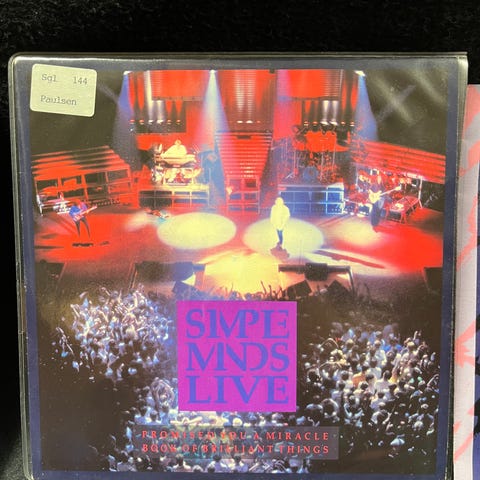 Sgl 144
Paulsen
SIMPLE
MINDS
LIVE
PROMISED YOU A MIRACLE
BOOK OF BRILLIANT THINGS